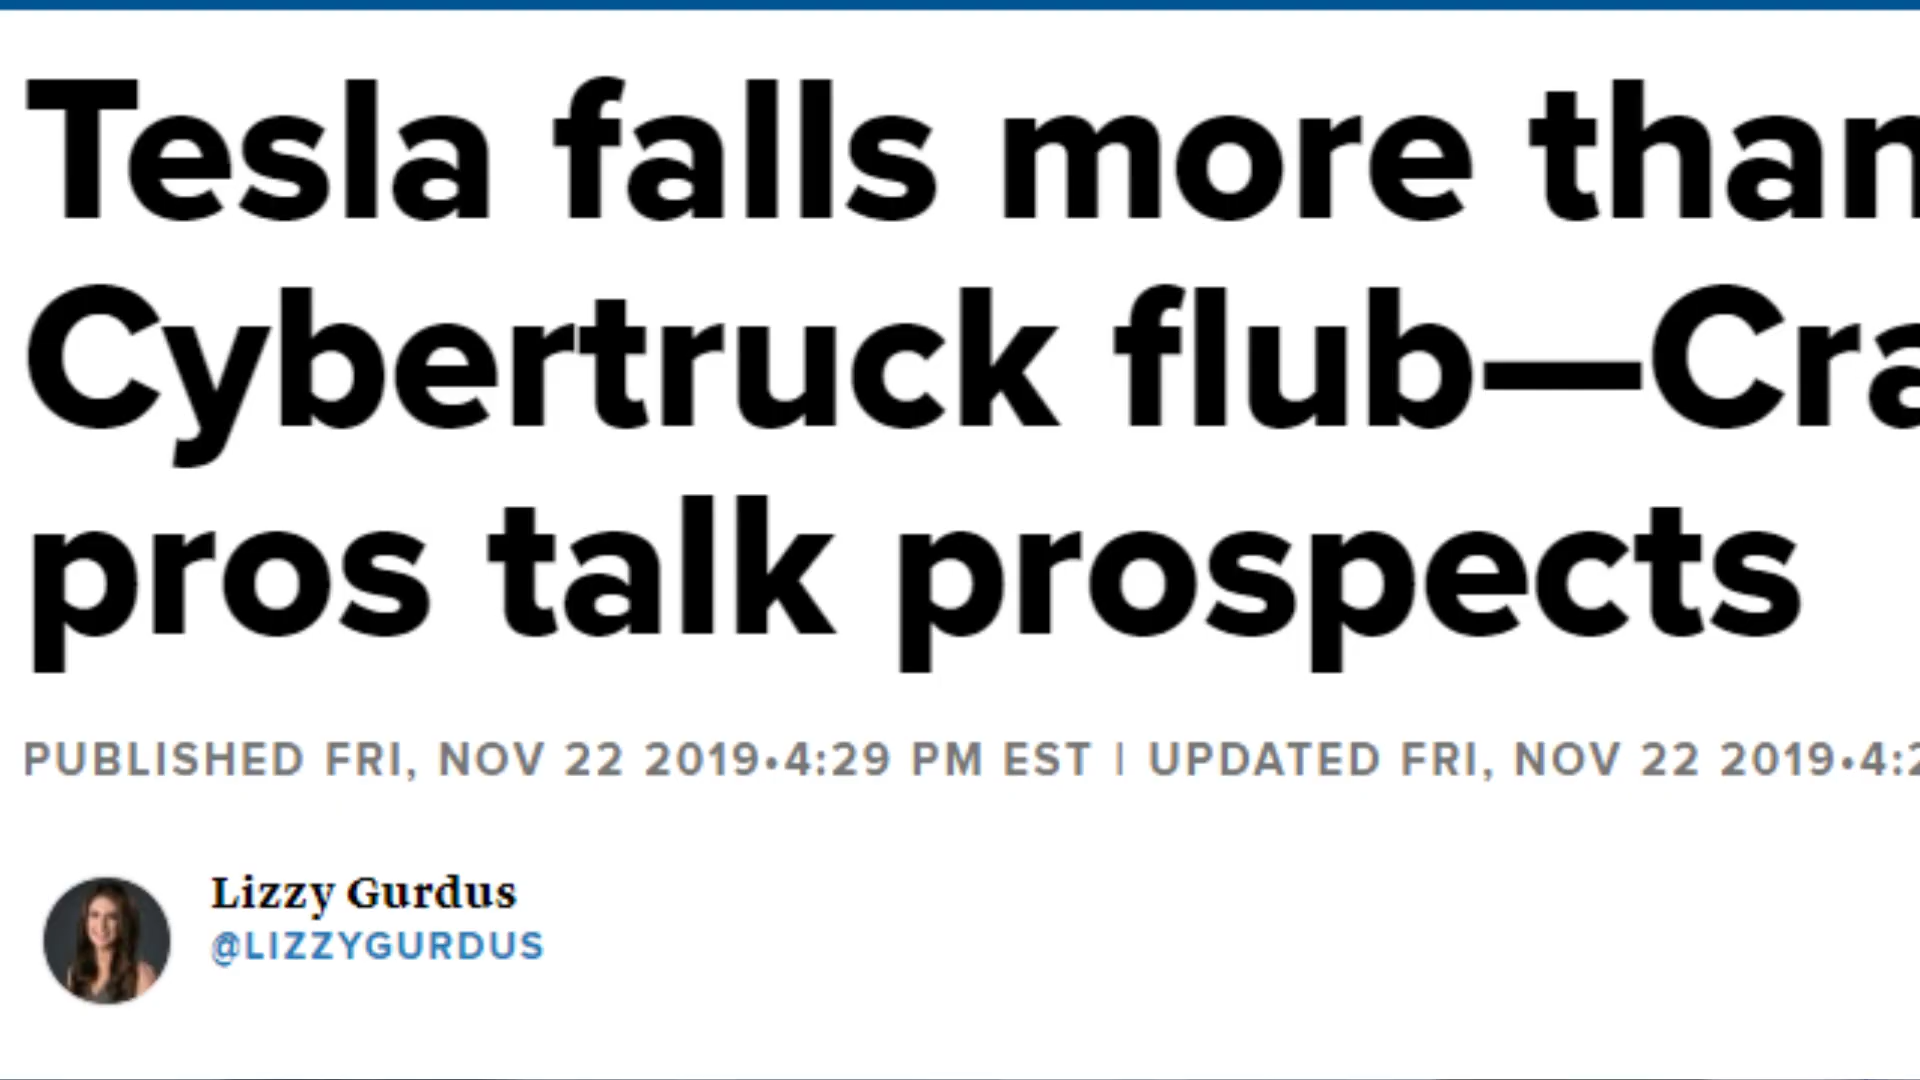 Tesla falls more than
Cybertruck flub—Cra
pros talk prospects
PUBLISHED FRI, NOV 22 2019•4:29 PM EST | UPDATED FRI, NOV 22 2019•4:2
Lizzy Gurdus
@LIZZYGURDUS